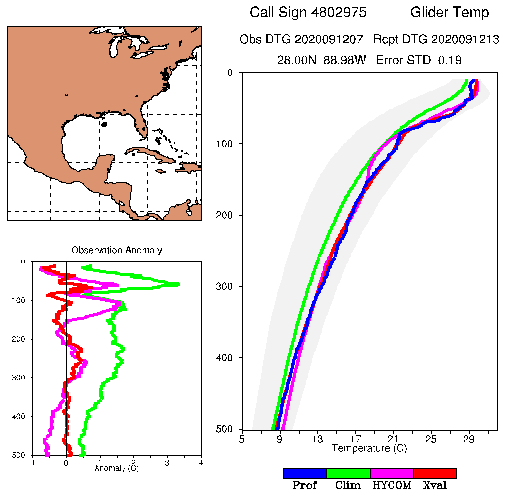 Call Sign 4802975 Glider Temp
Obs DTG 2020091207 Rcpt DTG 2020091213
28.00N 88.98W Error STD 0.19
Observation Anomaly
0
100
200
300
400
500
-1 0 1 2 3 4
Anomaly (C)
0
100
200
300
400
500
5 9 13 17 21 25 29
Temperature (C)
Prof Clim HYCOM Xval